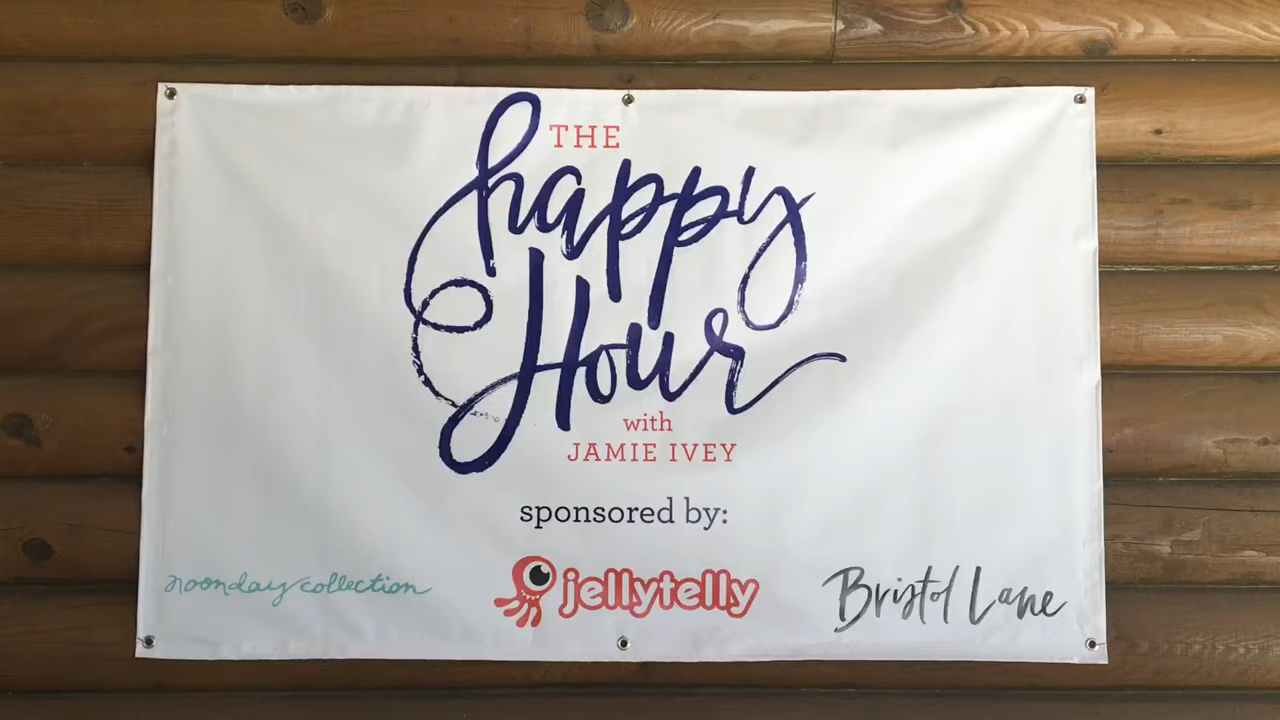 THE
happy
Hour
with
JAMIE IVEY
sponsored by:
noonday collection
jellytelly
Bristol Lane